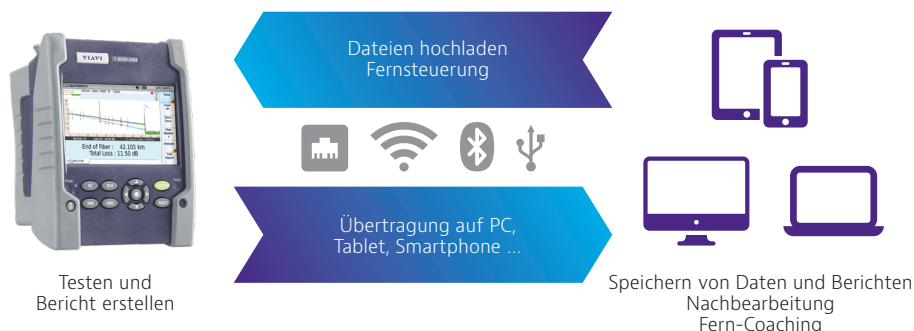 VIAVI
Dateien hochladen
Fernsteuerung
End of Fiber : 42.105 km
Total Loss : 11.50 dB
Übertragung auf PC,
Tablet, Smartphone ...
Testen und
Bericht erstellen
Speichern von Daten und Berichten
Nachbearbeitung
Fern-Coaching